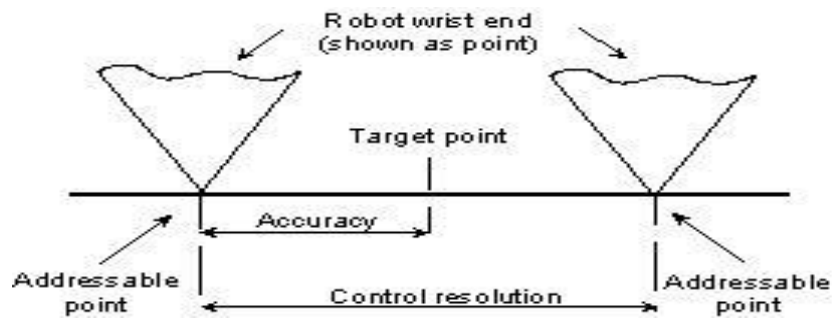 Robot wrist end
(shown as point)
Target point
Accuracy
Addressable
point
Control resolution
Addressable
point